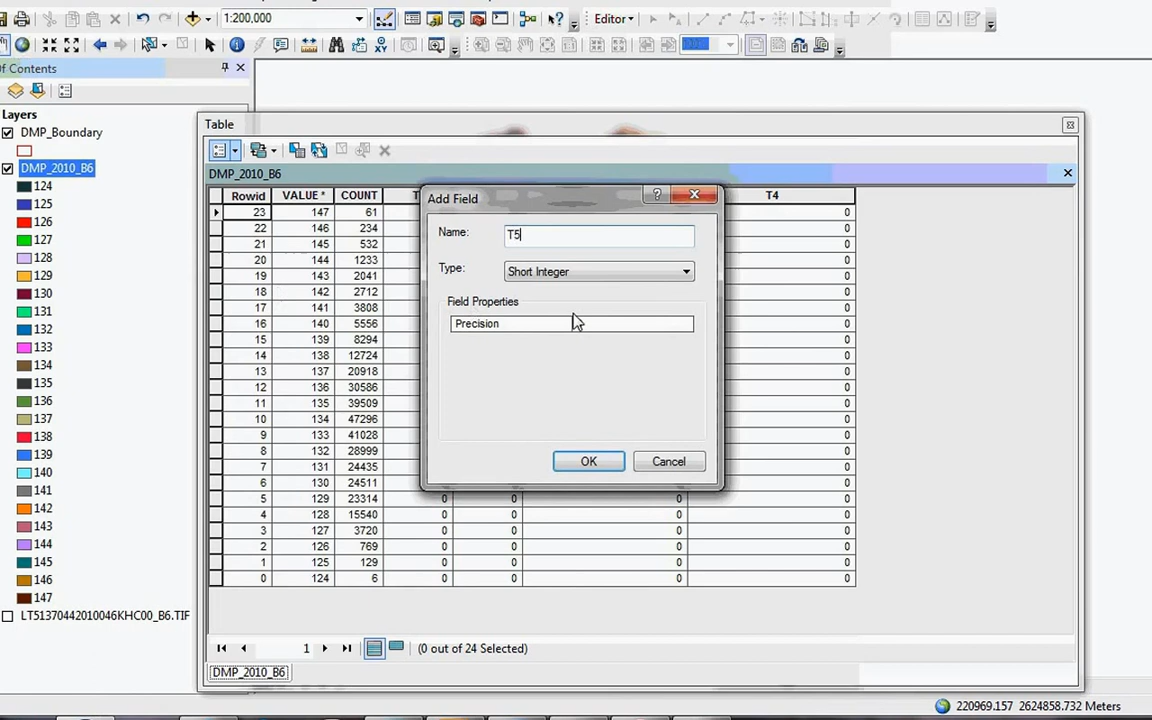 1:200,000
Editor
Of Contents
Layers
DMP_Boundary
DMP_2010_B6
124
125
126
127
128
129
130
131
132
133
134
135
136
137
138
139
140
141
142
143
144
145
146
147
LT51370442010046KHC00_B6.TIF
Table
DMP_2010_B6
Rowid VALUE * COUNT T T4
23 147 61 0
22 146 234 0
21 145 532 0
20 144 1233 0
19 143 2041 0
18 142 2712 0
17 141 3808 0
16 140 5556 0
15 139 8294 0
14 138 12724 0
13 137 20918 0
12 136 30586 0
11 135 39509 0
10 134 47296 0
9 133 41028 0
8 132 28999 0
7 131 24435 0
6 130 24511 0
5 129 23314 0 0 0 0
4 128 15540 0 0 0 0
3 127 3720 0 0 0 0
2 126 769 0 0 0 0
1 125 129 0 0 0 0
0 124 6 0 0 0 0
Add Field
Name: T5
Type: Short Integer
Field Properties
Precision
OK Cancel
1 (0 out of 24 Selected)
DMP_2010_B6
220969.157 2624858.732 Meters